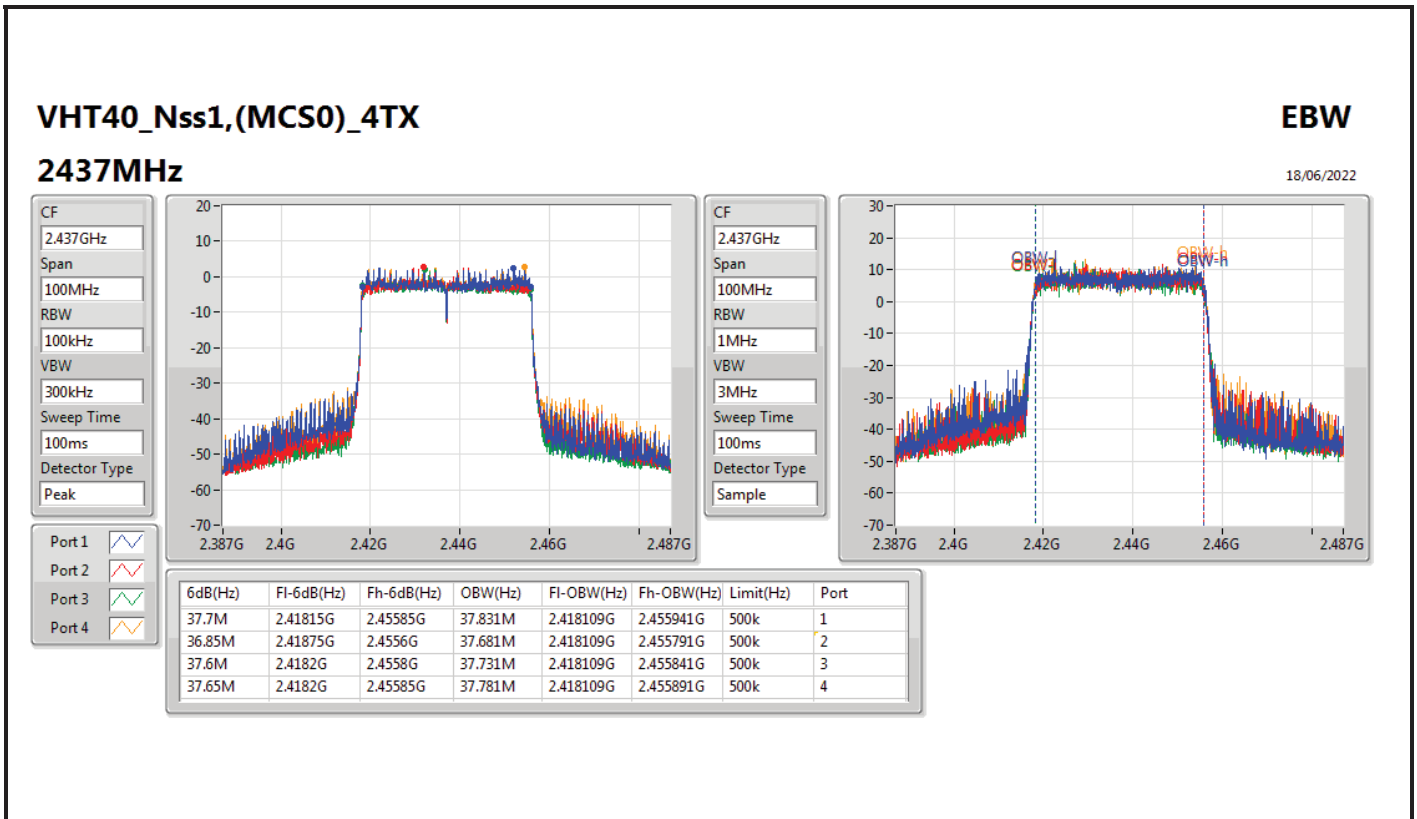 VHT40_Nss1,(MCS0)_4TX
EBW
2437MHz
18/06/2022
CF
2.437GHz
Span
100MHz
RBW
100kHz
VBW
300kHz
Sweep Time
100ms
Detector Type
Peak
Port 1
Port 2
Port 3
Port 4
20
10
0
-10
-20
-30
-40
-50
-60
-70
2.387G 2.4G 2.42G 2.44G 2.46G 2.487G
CF
2.437GHz
Span
100MHz
RBW
1MHz
VBW
3MHz
Sweep Time
100ms
Detector Type
Sample
30
20
10
0
-10
-20
-30
-40
-50
-60
-70
OBW-h
OBW-h
2.387G 2.4G 2.42G 2.44G 2.46G 2.487G
6dB(Hz) Fl-6dB(Hz) Fh-6dB(Hz) OBW(Hz) Fl-OBW(Hz) Fh-OBW(Hz) Limit(Hz) Port
37.7M 2.41815G 2.45585G 37.831M 2.418109G 2.455941G 500k 1
36.85M 2.41875G 2.4556G 37.681M 2.418109G 2.455791G 500k 2
37.6M 2.4182G 2.4558G 37.731M 2.418109G 2.455841G 500k 3
37.65M 2.4182G 2.45585G 37.781M 2.418109G 2.455891G 500k 4